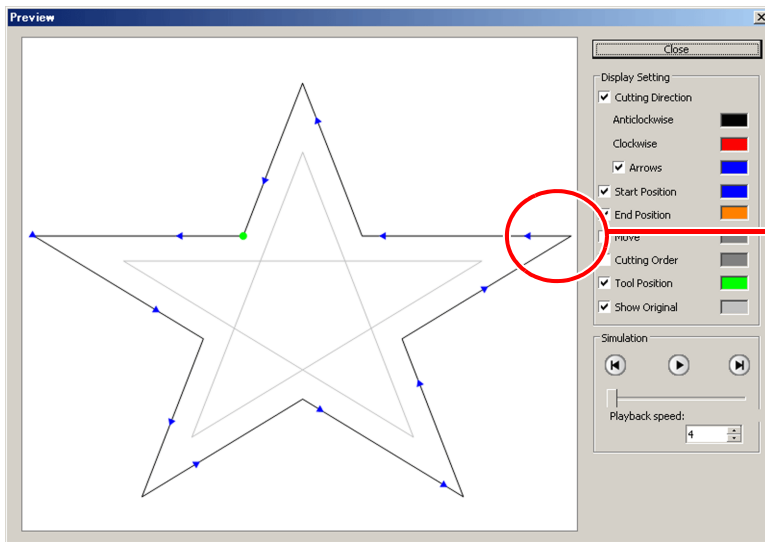 Preview
Close
Display Setting
Cutting Direction
Anticlockwise
Clockwise
Arrows
Start Position
End Position
Move
Cutting Order
Tool Position
Show Original
Simulation
Playback speed:
4